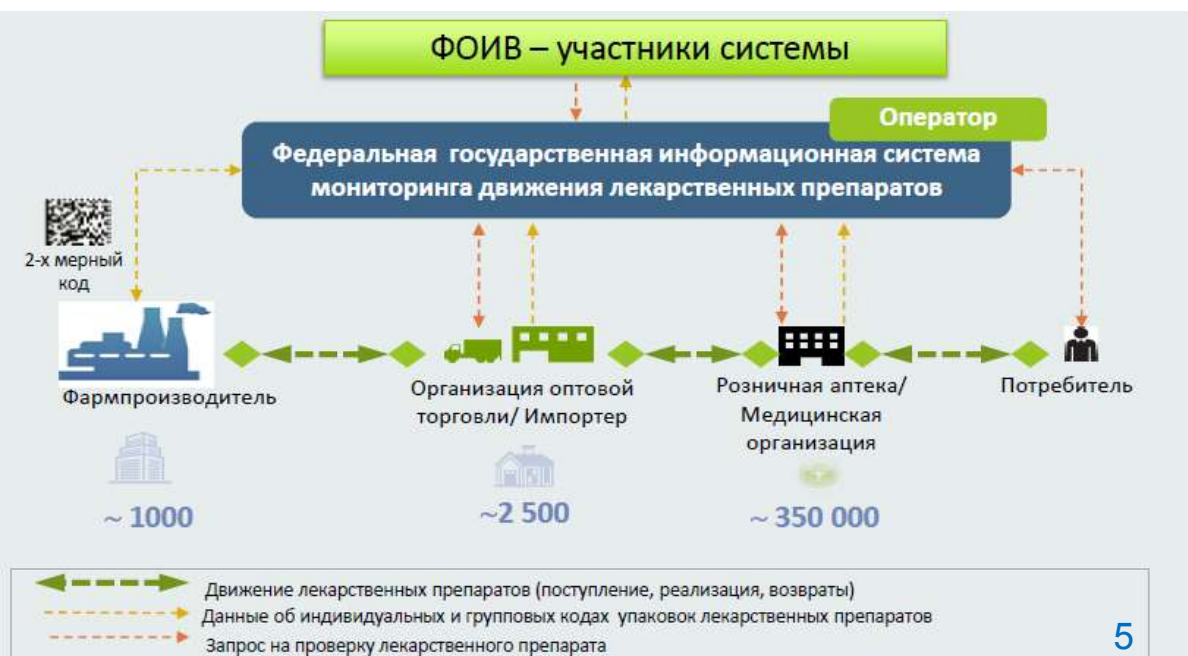 ФОИВ – участники системы
Оператор
Федеральная государственная информационная система
мониторинга движения лекарственных препаратов
2-х мерный
код
Фармпроизводитель
Организация оптовой
торговли/ Импортер
Розничная аптека/
Медицинская
организация
Потребитель
~ 1000
~2 500
~ 350 000
Движение лекарственных препаратов (поступление, реализация, возвраты)
Данные об индивидуальных и групповых кодах упаковок лекарственных препаратов
Запрос на проверку лекарственного препарата
5